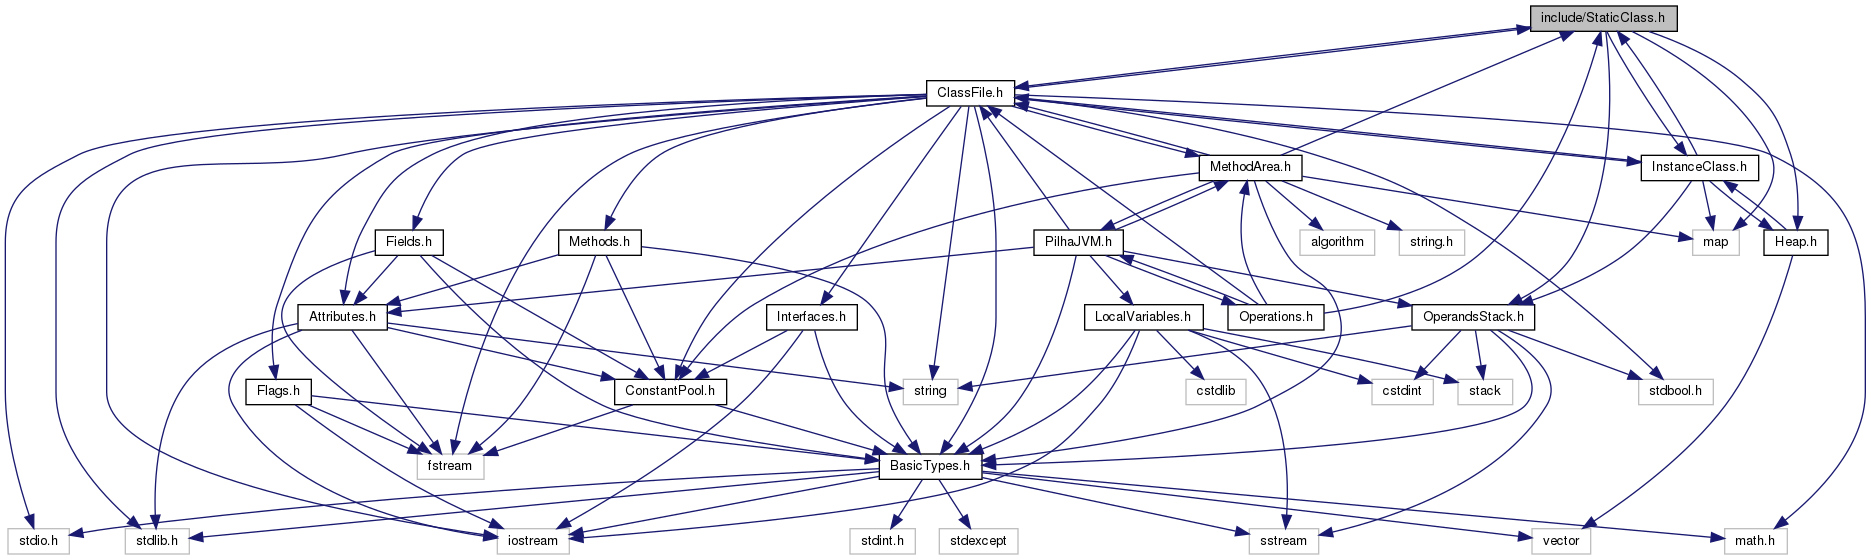 include/StaticClass.h
ClassFile.h
MethodArea.h
InstanceClass.h
Fields.h
Methods.h
PilhaJVM.h
algorithm
string.h
map
Heap.h
Attributes.h
Interfaces.h
LocalVariables.h
Operations.h
OperandsStack.h
Flags.h
ConstantPool.h
string
cstdlib
cstdint
stack
stdbool.h
fstream
BasicTypes.h
stdio.h
stdlib.h
iostream
stdint.h
stdexcept
sstream
vector
math.h